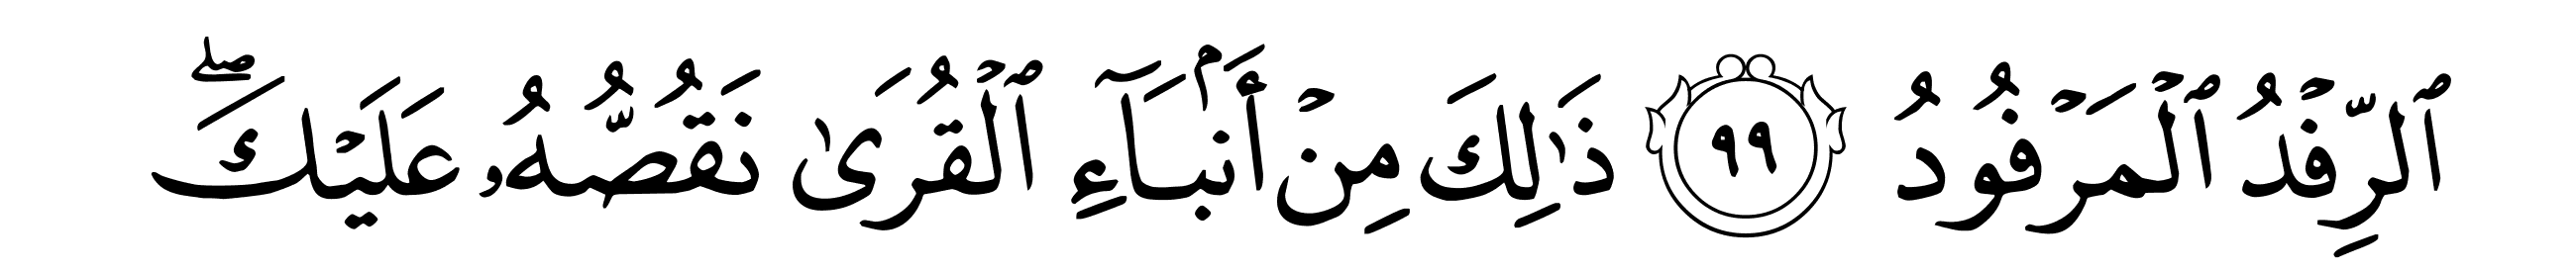 ٱلرِّفۡدُ ٱلۡمَرۡفُودُ ٩٩ ذَٰلِكَ مِنۡ أَنۢبَآءِ ٱلۡقُرَىٰ نَقُصُّهُۥ عَلَيۡكَۖ